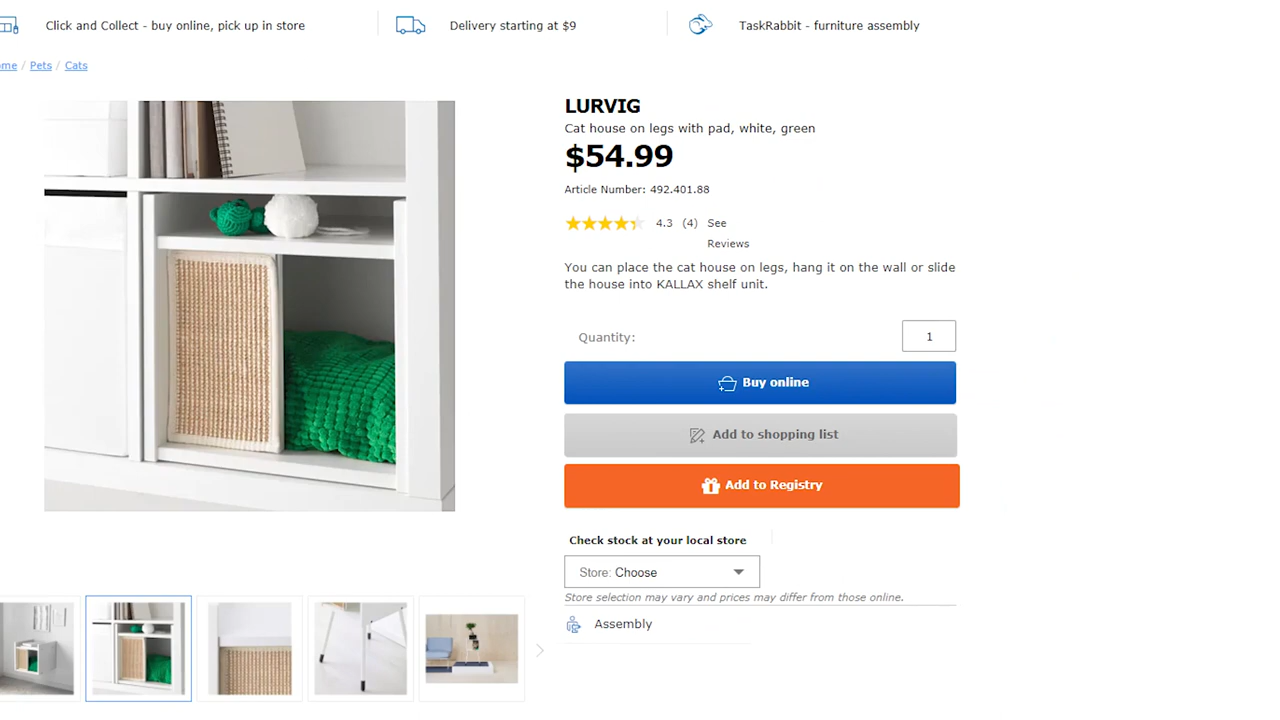 Click and Collect - buy online, pick up in store
Delivery starting at $9
TaskRabbit - furniture assembly
ome / Pets / Cats
LURVIG
Cat house on legs with pad, white, green
$54.99
Article Number: 492.401.88
4.3 (4) See
Reviews
You can place the cat house on legs, hang it on the wall or slide
the house into KALLAX shelf unit.
Quantity:
1
Buy online
Add to shopping list
Add to Registry
Check stock at your local store
Store: Choose
Store selection may vary and prices may differ from those online.
Assembly